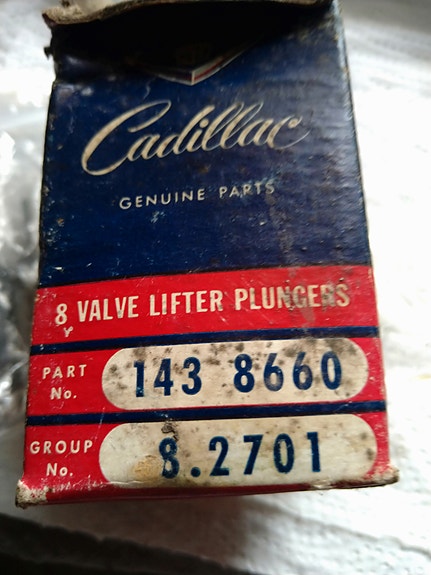 Cadillac
GENUINE PARTS
8 VALVE LIFTER PLUNGERS
PART No. 143 8660
GROUP No. 8.2701